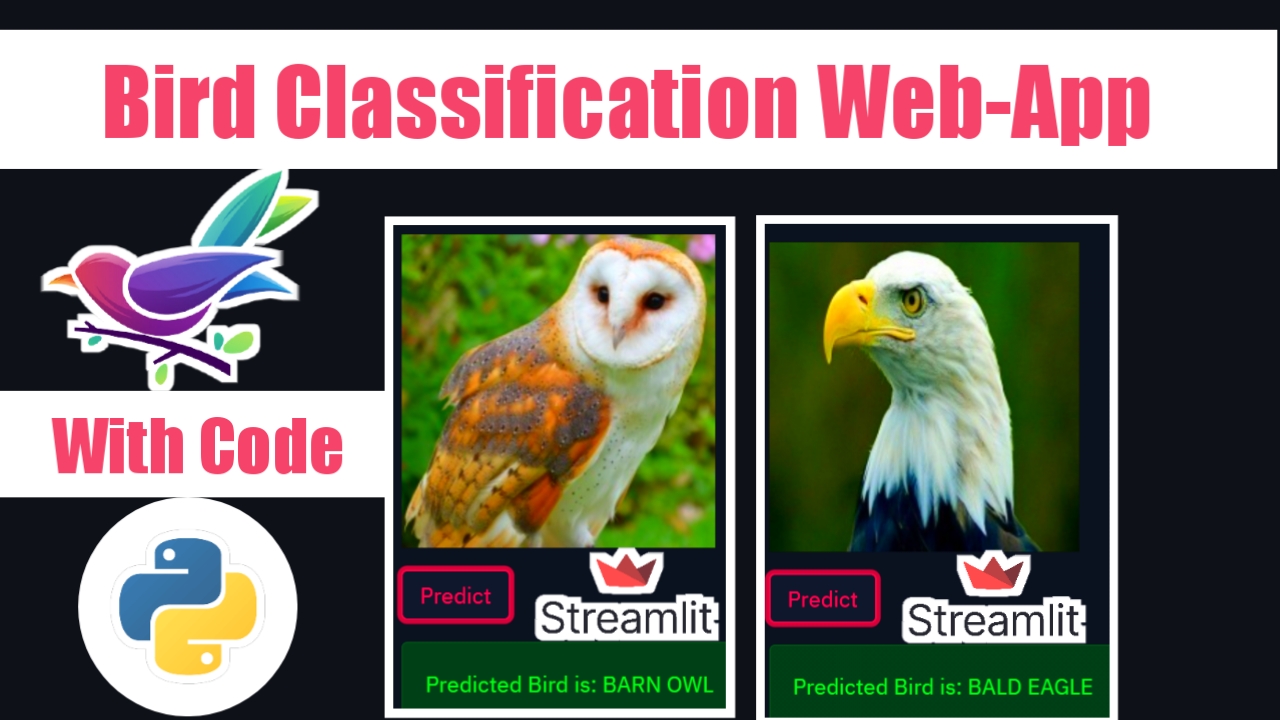 Bird Classification Web-App
With Code
Predict
Streamlit
Predicted Bird is: BARN OWL
Predict
Streamlit
Predicted Bird is: BALD EAGLE